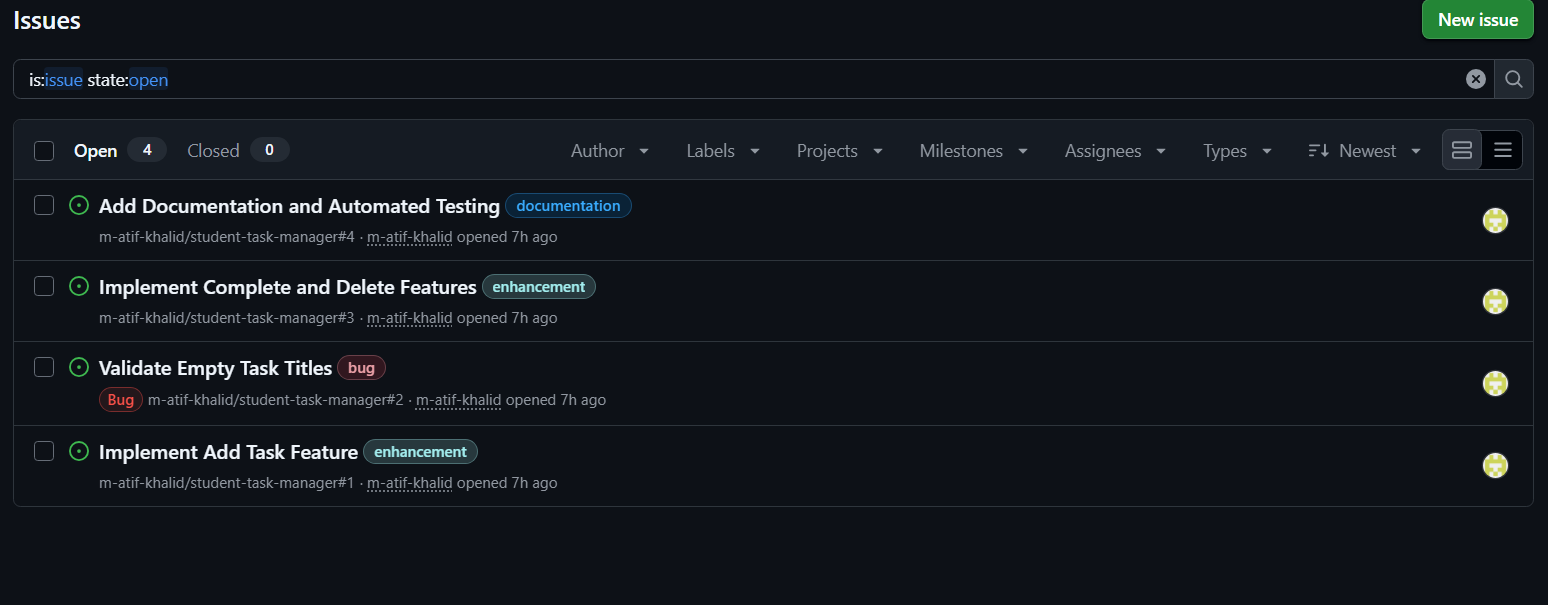 Issues
New issue
is:issue state:open
Open 4 Closed 0 Author Labels Projects Milestones Assignees Types Newest
Add Documentation and Automated Testing documentation
m-atif-khalid/student-task-manager#4 · m-atif-khalid opened 7h ago
Implement Complete and Delete Features enhancement
m-atif-khalid/student-task-manager#3 · m-atif-khalid opened 7h ago
Validate Empty Task Titles bug
Bug m-atif-khalid/student-task-manager#2 · m-atif-khalid opened 7h ago
Implement Add Task Feature enhancement
m-atif-khalid/student-task-manager#1 · m-atif-khalid opened 7h ago